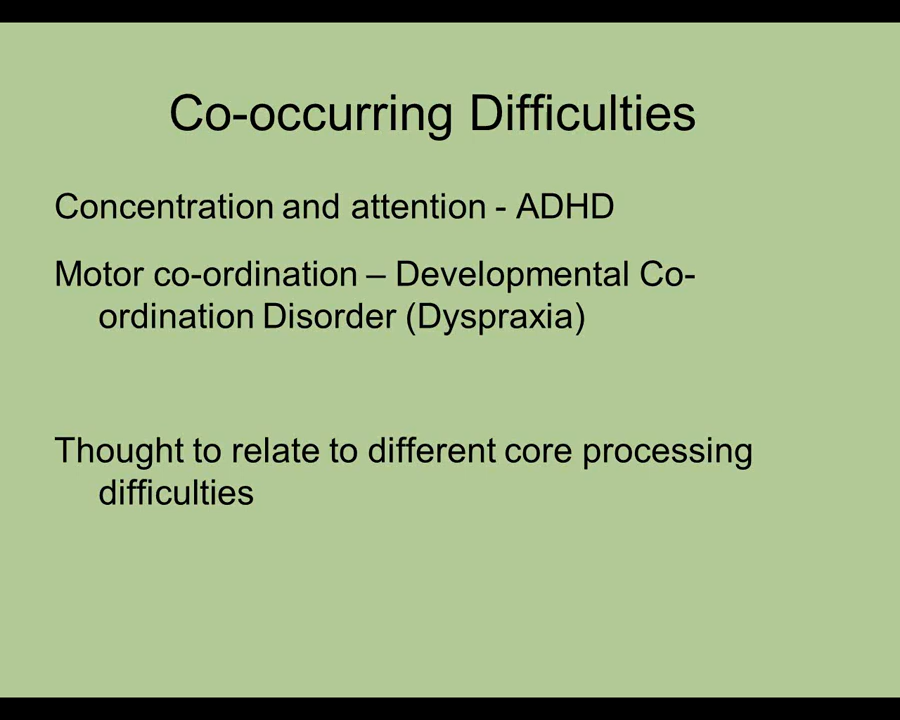 Co-occurring Difficulties
Concentration and attention - ADHD
Motor co-ordination – Developmental Co-
ordination Disorder (Dyspraxia)
Thought to relate to different core processing
difficulties